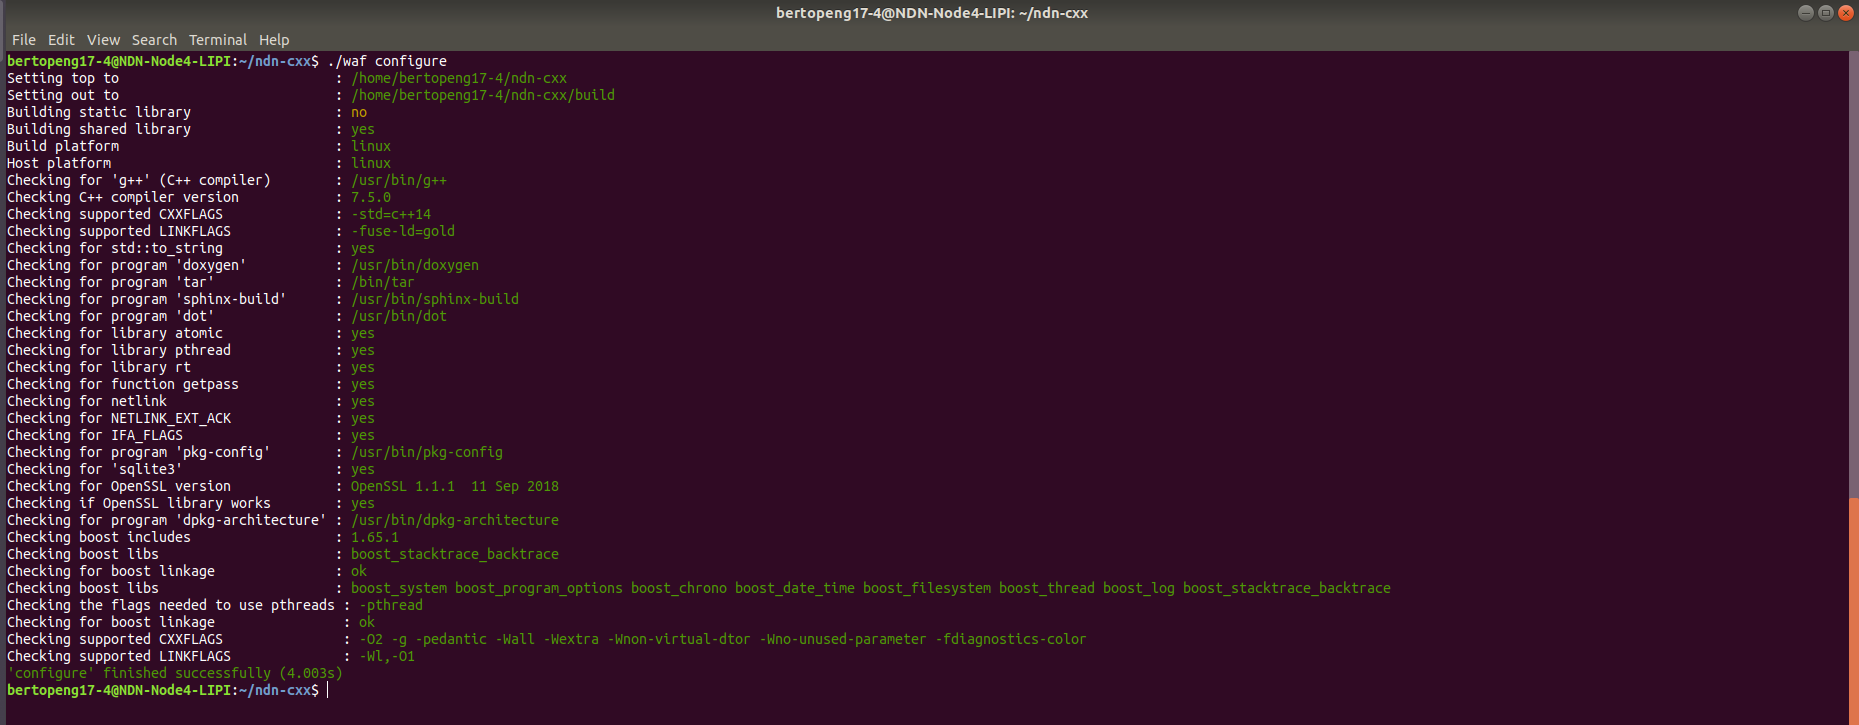 bertopeng17-4@NDN-Node4-LIPI: ~/ndn-cxx
File Edit View Search Terminal Help
bertopeng17-4@NDN-Node4-LIPI:~/ndn-cxx$ ./waf configure
Setting top to                           : /home/bertopeng17-4/ndn-cxx
Setting out to                           : /home/bertopeng17-4/ndn-cxx/build
Building static library                  : no
Building shared library                  : yes
Build platform                           : linux
Host platform                            : linux
Checking for 'g++' (C++ compiler)        : /usr/bin/g++
Checking C++ compiler version            : 7.5.0
Checking supported CXXFLAGS              : -std=c++14
Checking supported LINKFLAGS             : -fuse-ld=gold
Checking for std::to_string              : yes
Checking for program 'doxygen'           : /usr/bin/doxygen
Checking for program 'tar'               : /bin/tar
Checking for program 'sphinx-build'      : /usr/bin/sphinx-build
Checking for program 'dot'               : /usr/bin/dot
Checking for library atomic              : yes
Checking for library pthread             : yes
Checking for library rt                  : yes
Checking for function getpass            : yes
Checking for netlink                     : yes
Checking for NETLINK_EXT_ACK             : yes
Checking for IFA_FLAGS                   : yes
Checking for program 'pkg-config'        : /usr/bin/pkg-config
Checking for 'sqlite3'                   : yes
Checking for OpenSSL version             : OpenSSL 1.1.1  11 Sep 2018
Checking if OpenSSL library works        : yes
Checking for program 'dpkg-architecture' : /usr/bin/dpkg-architecture
Checking boost includes                  : 1.65.1
Checking boost libs                      : boost_stacktrace_backtrace
Checking for boost linkage               : ok
Checking boost libs                      : boost_system boost_program_options boost_chrono boost_date_time boost_filesystem boost_thread boost_log boost_stacktrace_backtrace
Checking the flags needed to use pthreads : -pthread
Checking for boost linkage                : ok
Checking supported CXXFLAGS               : -O2 -g -pedantic -Wall -Wextra -Wnon-virtual-dtor -Wno-unused-parameter -fdiagnostics-color
Checking supported LINKFLAGS              : -Wl,-O1
'configure' finished successfully (4.003s)
bertopeng17-4@NDN-Node4-LIPI:~/ndn-cxx$